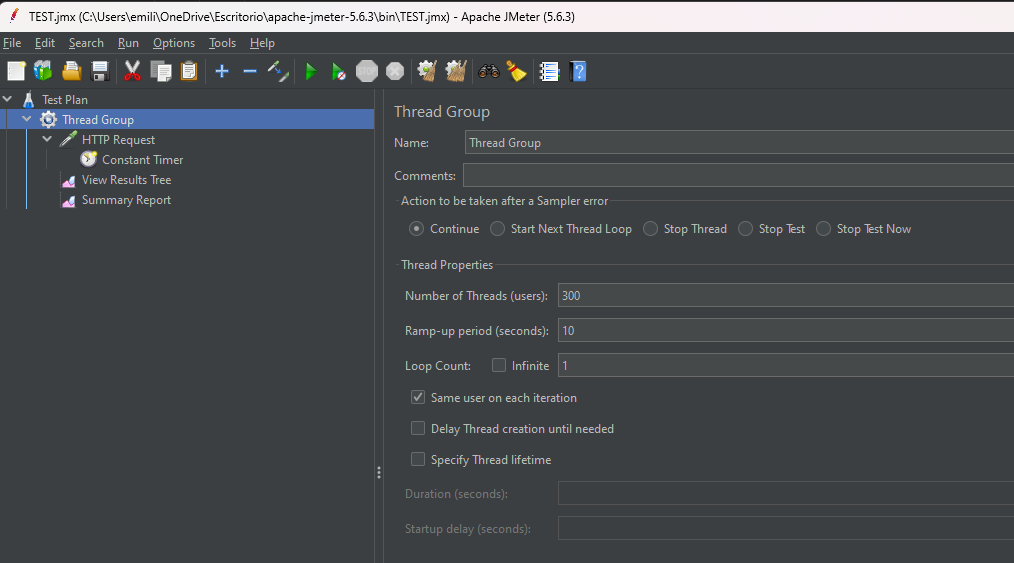 TEST.jmx (C:\Users\emili\OneDrive\Escritorio\apache-jmeter-5.6.3\bin\TEST.jmx) - Apache JMeter (5.6.3)
File Edit Search Run Options Tools Help
STOP
?
Test Plan
Thread Group
HTTP Request
Constant Timer
View Results Tree
Summary Report
Thread Group
Name: Thread Group
Comments:
Action to be taken after a Sampler error
Continue Start Next Thread Loop Stop Thread Stop Test Stop Test Now
Thread Properties
Number of Threads (users): 300
Ramp-up period (seconds): 10
Loop Count: Infinite 1
Same user on each iteration
Delay Thread creation until needed
Specify Thread lifetime
Duration (seconds):
Startup delay (seconds):